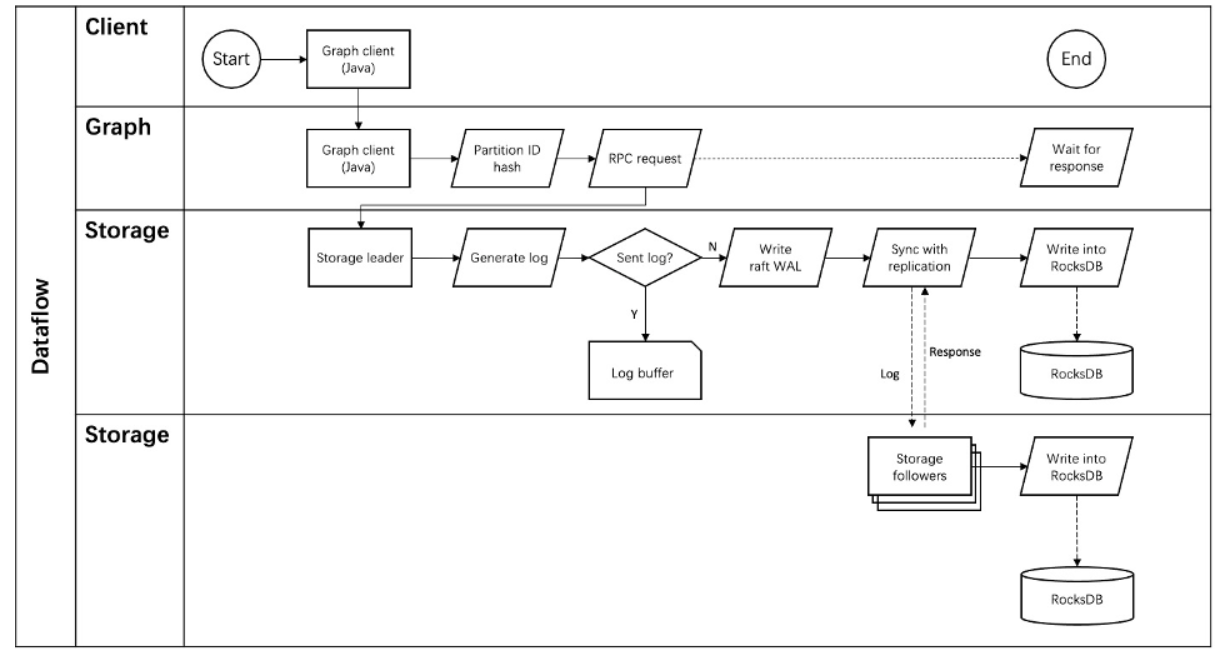 Dataflow
Client
Start
Graph client
(Java)
End
Graph
Graph client
(Java)
Partition ID
hash
RPC request
Wait for
response
Storage
Storage leader
Generate log
Sent log?
N
Write
raft WAL
Sync with
replication
Write into
RocksDB
Y
Log buffer
Log
Response
RocksDB
Storage
Storage
followers
Write into
RocksDB
RocksDB